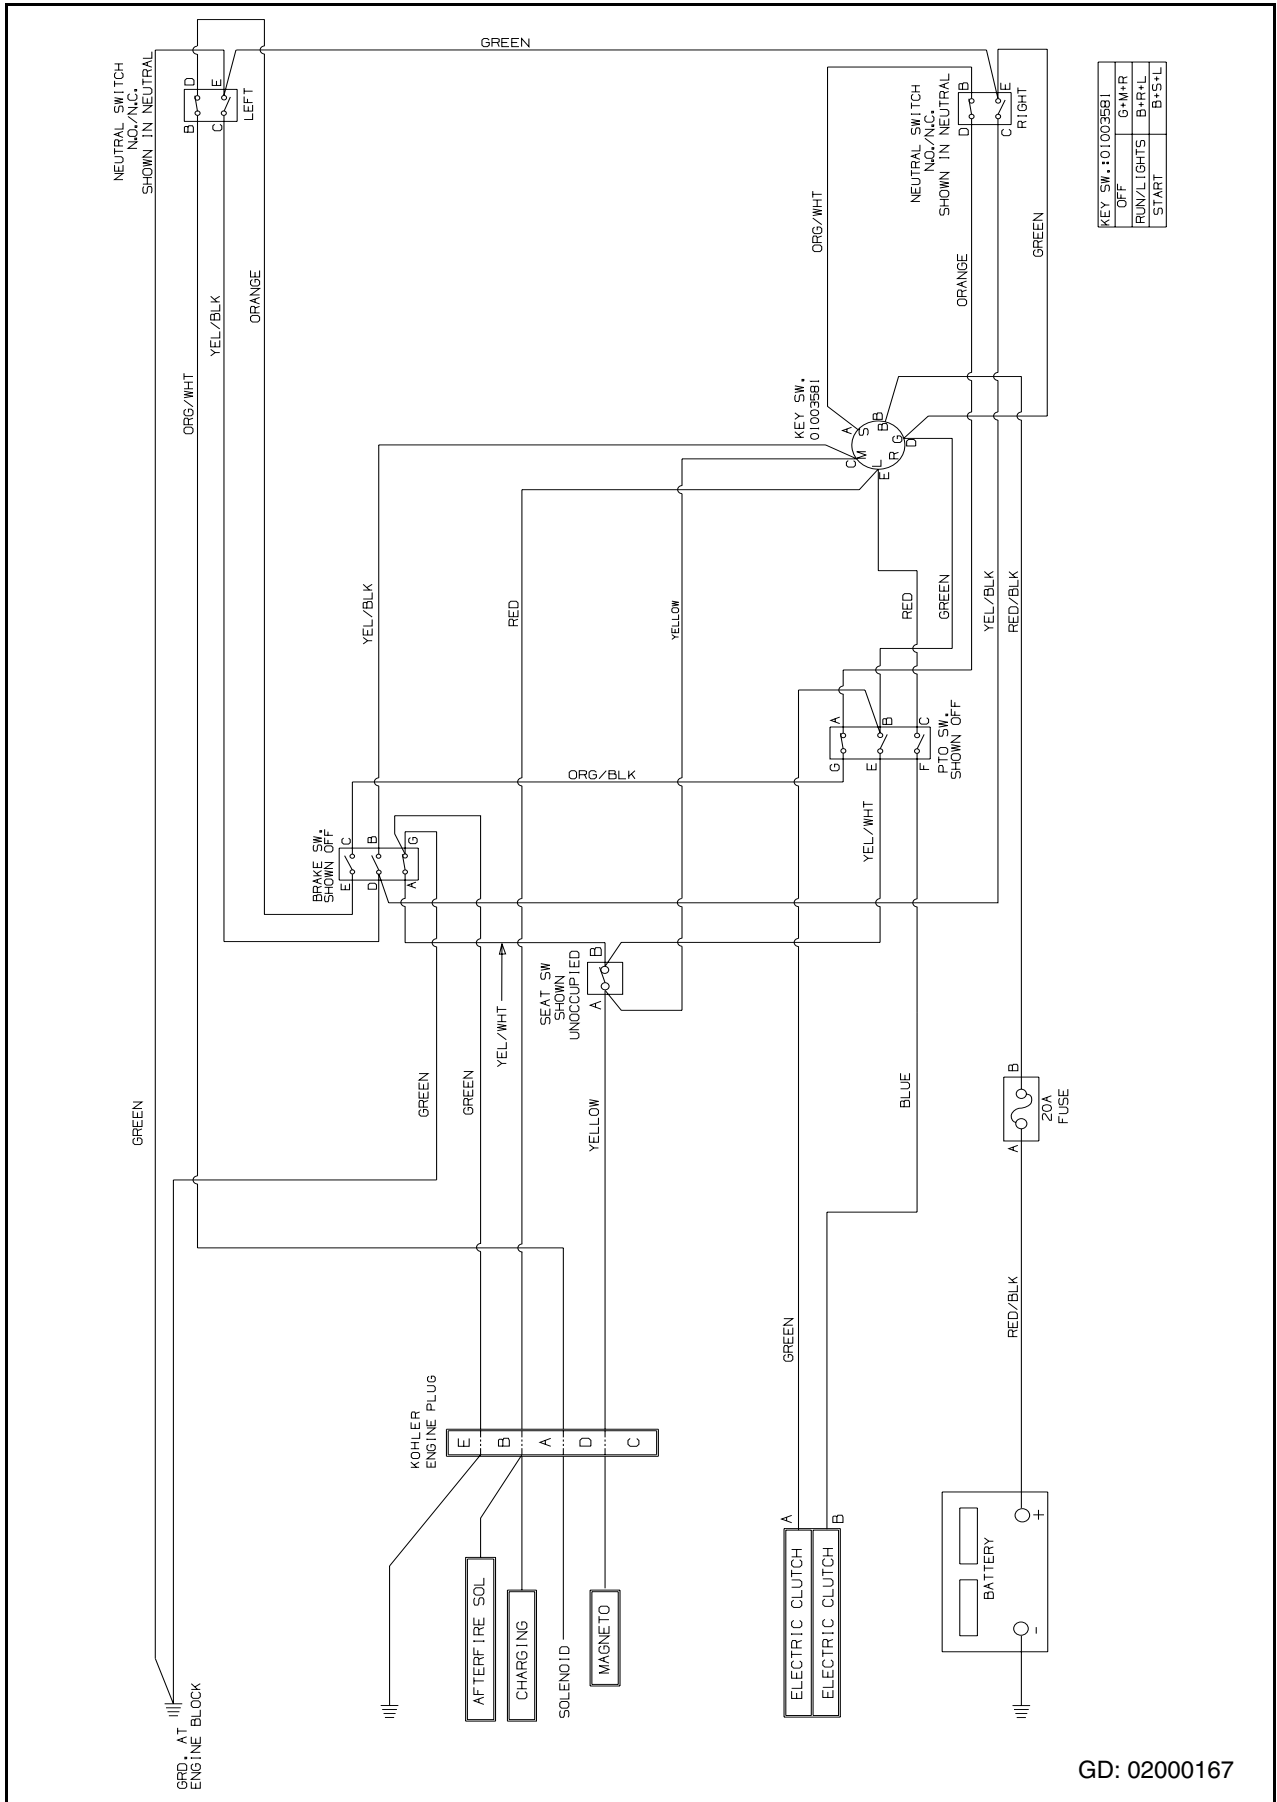 NEUTRAL SWITCH
N.O./N.C.
SHOWN IN NEUTRAL
B
D
C
E
LEFT
GREEN
NEUTRAL SWITCH
N.O./N.C.
SHOWN IN NEUTRAL
D
B
C
E
RIGHT
KEY SW.:01003581
OFF G+M+R
RUN/LIGHTS B+R+L
START B+S+L
ORG/WHT
YEL/BLK
ORANGE
ORG/WHT
ORANGE
GREEN
KEY SW.
01003581
A
S
B
B
C
M
G
D
R
L
E
YEL/BLK
RED
YELLOW
RED
GREEN
YEL/BLK
RED/BLK
A
B
C
G
E
F
PTO SW.
SHOWN OFF
ORG/BLK
BRAKE SW.
SHOWN OFF
C
B
G
E
D
A
YEL/WHT
SEAT SW
SHOWN
UNOCCUPIED
B
A
YEL/WHT
GREEN
GREEN
GREEN
YELLOW
BLUE
B
A
20A
FUSE
GREEN
RED/BLK
KOHLER
ENGINE PLUG
E
B
A
D
C
AFTERFIRE SOL
CHARGING
SOLENOID
MAGNETO
A
B
ELECTRIC CLUTCH
ELECTRIC CLUTCH
BATTERY
+
-
GRD. AT
ENGINE BLOCK
GD: 02000167